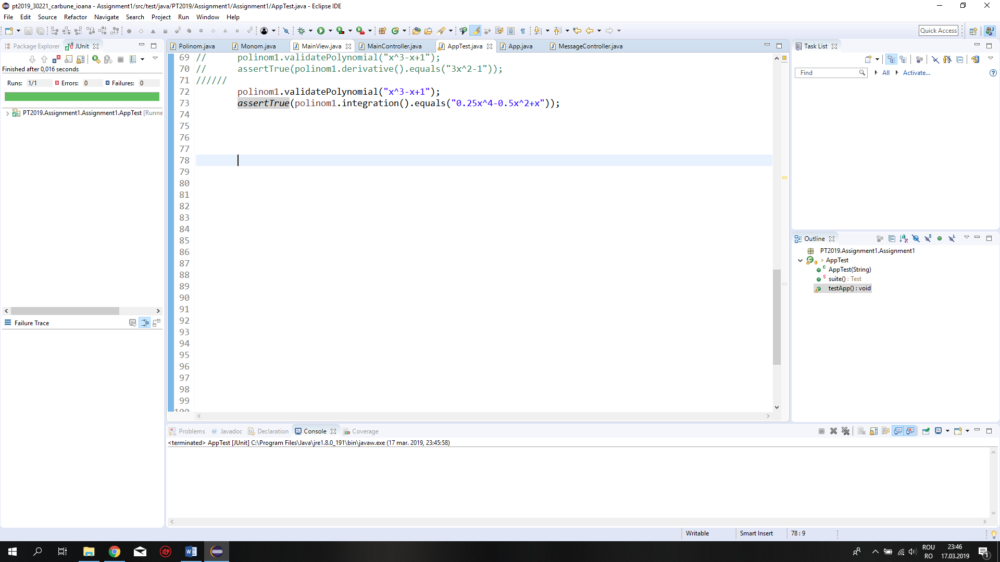 pt2019_30221_carbune_ioana - Assignment1/src/test/java/PT2019/Assignment1/Assignment1/AppTest.java - Eclipse IDE
File Edit Source Refactor Navigate Search Project Run Window Help
Quick Access
Package Explorer JUnit
Finished after 0,016 seconds
Runs: 1/1 Errors: 0 Failures: 0
PT2019.Assignment1.Assignment1.AppTest [Runne
Failure Trace
Polinom.java Monom.java MainView.java MainController.java AppTest.java App.java MessageController.java
69 // polinom1.validatePolynomial("x^3-x+1");
70 // assertTrue(polinom1.derivative().equals("3x^2-1"));
71 //////
72 polinom1.validatePolynomial("x^3-x+1");
73 assertTrue(polinom1.integration().equals("0.25x^4-0.5x^2+x"));
74
75
76
77
78
79
80
81
82
83
84
85
86
87
88
89
90
91
92
93
94
95
96
97
98
99
100
Task List
Find All Activate...
Outline
PT2019.Assignment1.Assignment1
> AppTest
AppTest(String)
suite() : Test
testApp() : void
Problems Javadoc Declaration Console Coverage
<terminated> AppTest [JUnit] C:\Program Files\Java\jre1.8.0_191\bin\javaw.exe (17 mar. 2019, 23:45:58)
Writable Smart Insert 78 : 9
ROU
RO
23:46
17.03.2019
1